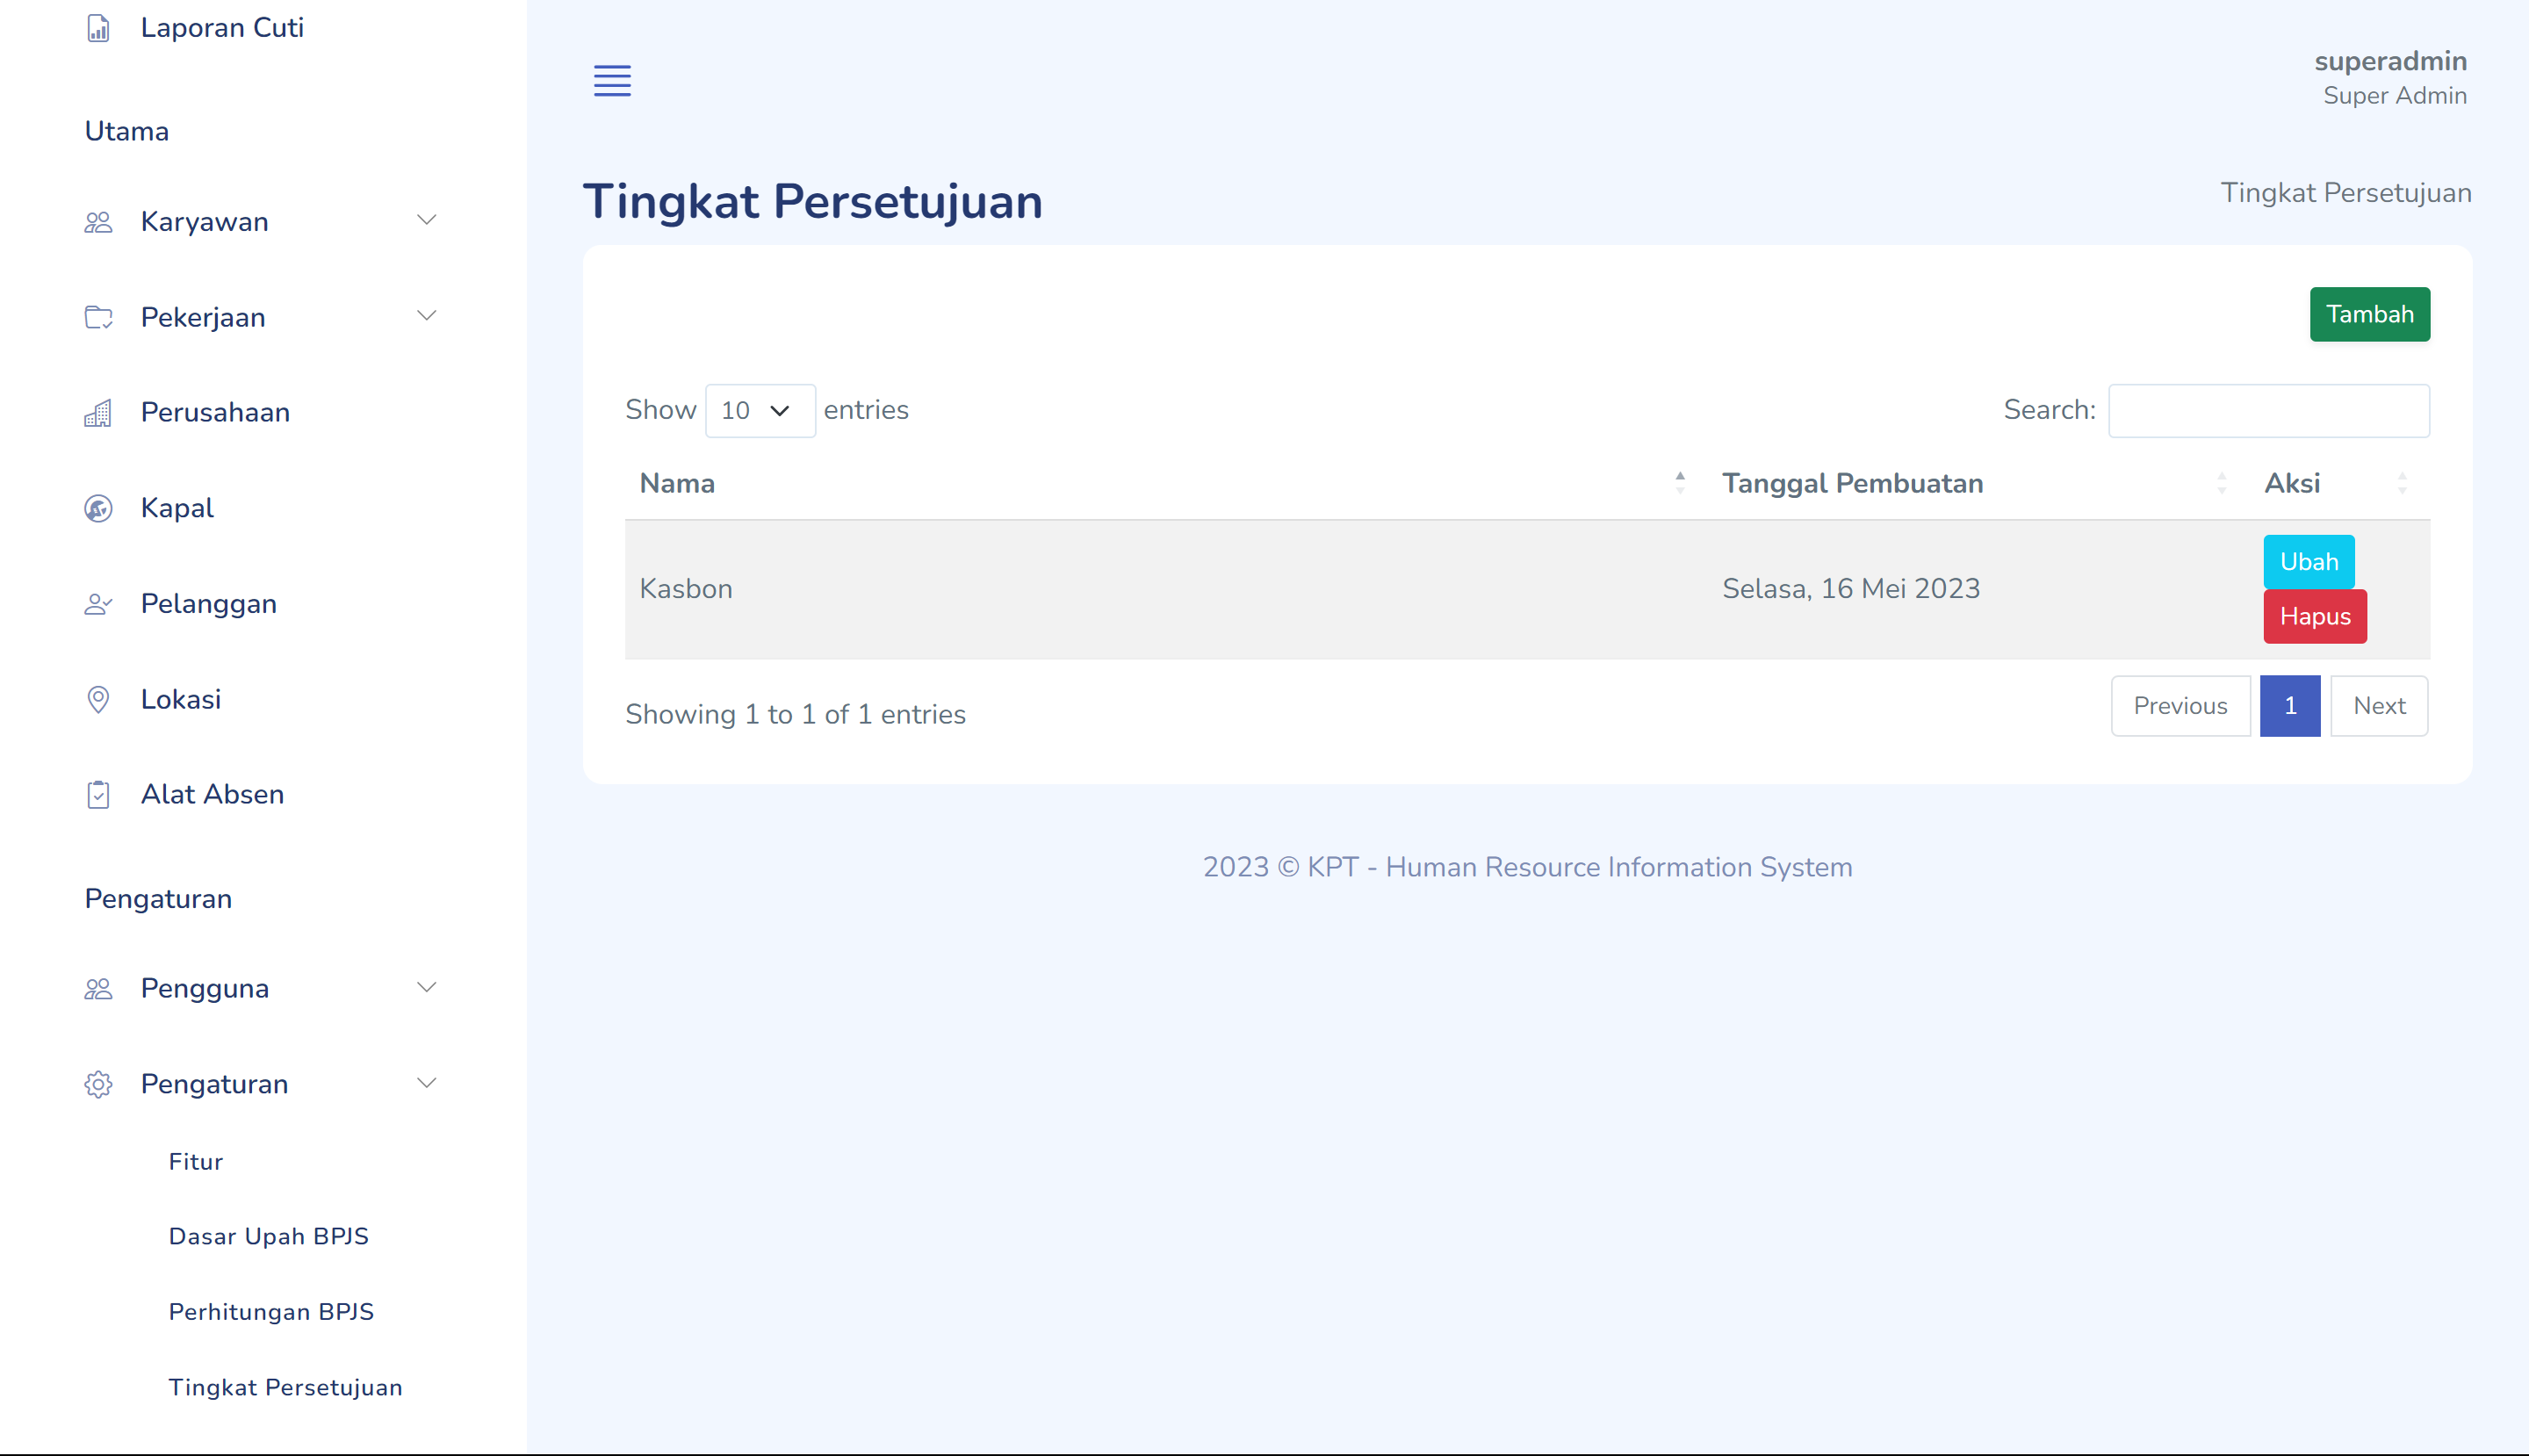 Laporan Cuti
Utama
Karyawan
Pekerjaan
Perusahaan
Kapal
Pelanggan
Lokasi
Alat Absen
Pengaturan
Pengguna
Pengaturan
Fitur
Dasar Upah BPJS
Perhitungan BPJS
Tingkat Persetujuan
superadmin
Super Admin
Tingkat Persetujuan
Tingkat Persetujuan
Tambah
Show 10 entries
Search:
Nama Tanggal Pembuatan Aksi
Kasbon Selasa, 16 Mei 2023 Ubah
Hapus
Showing 1 to 1 of 1 entries
Previous 1 Next
2023 © KPT - Human Resource Information System